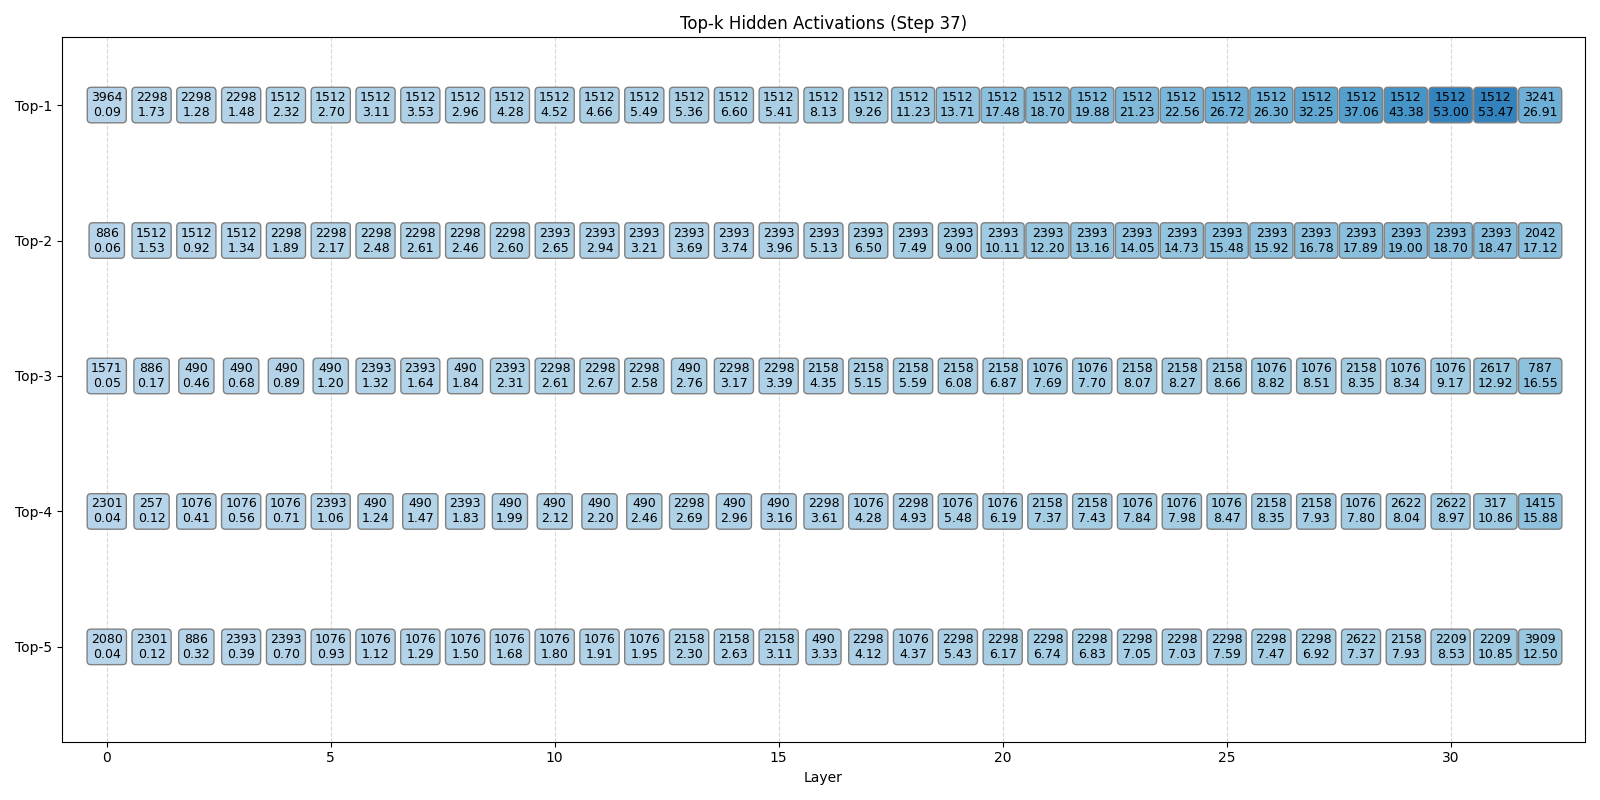 Top-k Hidden Activations (Step 37)
Top-1
3964 2298 2298 2298 1512 1512 1512 1512 1512 1512 1512 1512 1512 1512 1512 1512 1512 1512 1512 1512 1512 1512 1512 1512 1512 1512 1512 1512 1512 1512 1512 1512 3241
0.09 1.73 1.28 1.48 2.32 2.70 3.11 3.53 2.96 4.28 4.52 4.66 5.49 5.36 6.60 5.41 8.13 9.26 11.23 13.71 17.48 18.70 19.88 21.23 22.56 26.72 26.30 32.25 37.06 43.38 53.00 53.47 26.91
Top-2
886 1512 1512 1512 2298 2298 2298 2298 2298 2298 2393 2393 2393 2393 2393 2393 2393 2393 2393 2393 2393 2393 2393 2393 2393 2393 2393 2393 2393 2393 2393 2393 2042
0.06 1.53 0.92 1.34 1.89 2.17 2.48 2.61 2.46 2.60 2.65 2.94 3.21 3.69 3.74 3.96 5.13 6.50 7.49 9.00 10.11 12.20 13.16 14.05 14.73 15.48 15.92 16.78 17.89 19.00 18.70 18.47 17.12
Top-3
1571 886 490 490 490 490 2393 2393 490 2393 2298 2298 2298 490 2298 2298 2158 2158 2158 2158 2158 1076 1076 2158 2158 2158 1076 1076 2158 1076 1076 2617 787
0.05 0.17 0.46 0.68 0.89 1.20 1.32 1.64 1.84 2.31 2.61 2.67 2.58 2.76 3.17 3.39 4.35 5.15 5.59 6.08 6.87 7.69 7.70 8.07 8.27 8.66 8.82 8.51 8.35 8.34 9.17 12.92 16.55
Top-4
2301 257 1076 1076 1076 2393 490 490 2393 490 490 490 490 2298 490 490 2298 1076 2298 1076 1076 2158 2158 1076 1076 1076 2158 2158 1076 2622 2622 317 1415
0.04 0.12 0.41 0.56 0.71 1.06 1.24 1.47 1.83 1.99 2.12 2.20 2.46 2.69 2.96 3.16 3.61 4.28 4.93 5.48 6.19 7.37 7.43 7.84 7.98 8.47 8.35 7.93 7.80 8.04 8.97 10.86 15.88
Top-5
2080 2301 886 2393 2393 1076 1076 1076 1076 1076 1076 1076 1076 2158 2158 2158 490 2298 1076 2298 2298 2298 2298 2298 2298 2298 2298 2298 2622 2158 2209 2209 3909
0.04 0.12 0.32 0.39 0.70 0.93 1.12 1.29 1.50 1.68 1.80 1.91 1.95 2.30 2.63 3.11 3.33 4.12 4.37 5.43 6.17 6.74 6.83 7.05 7.03 7.59 7.47 6.92 7.37 7.93 8.53 10.85 12.50
0 5 10 15 20 25 30
Layer